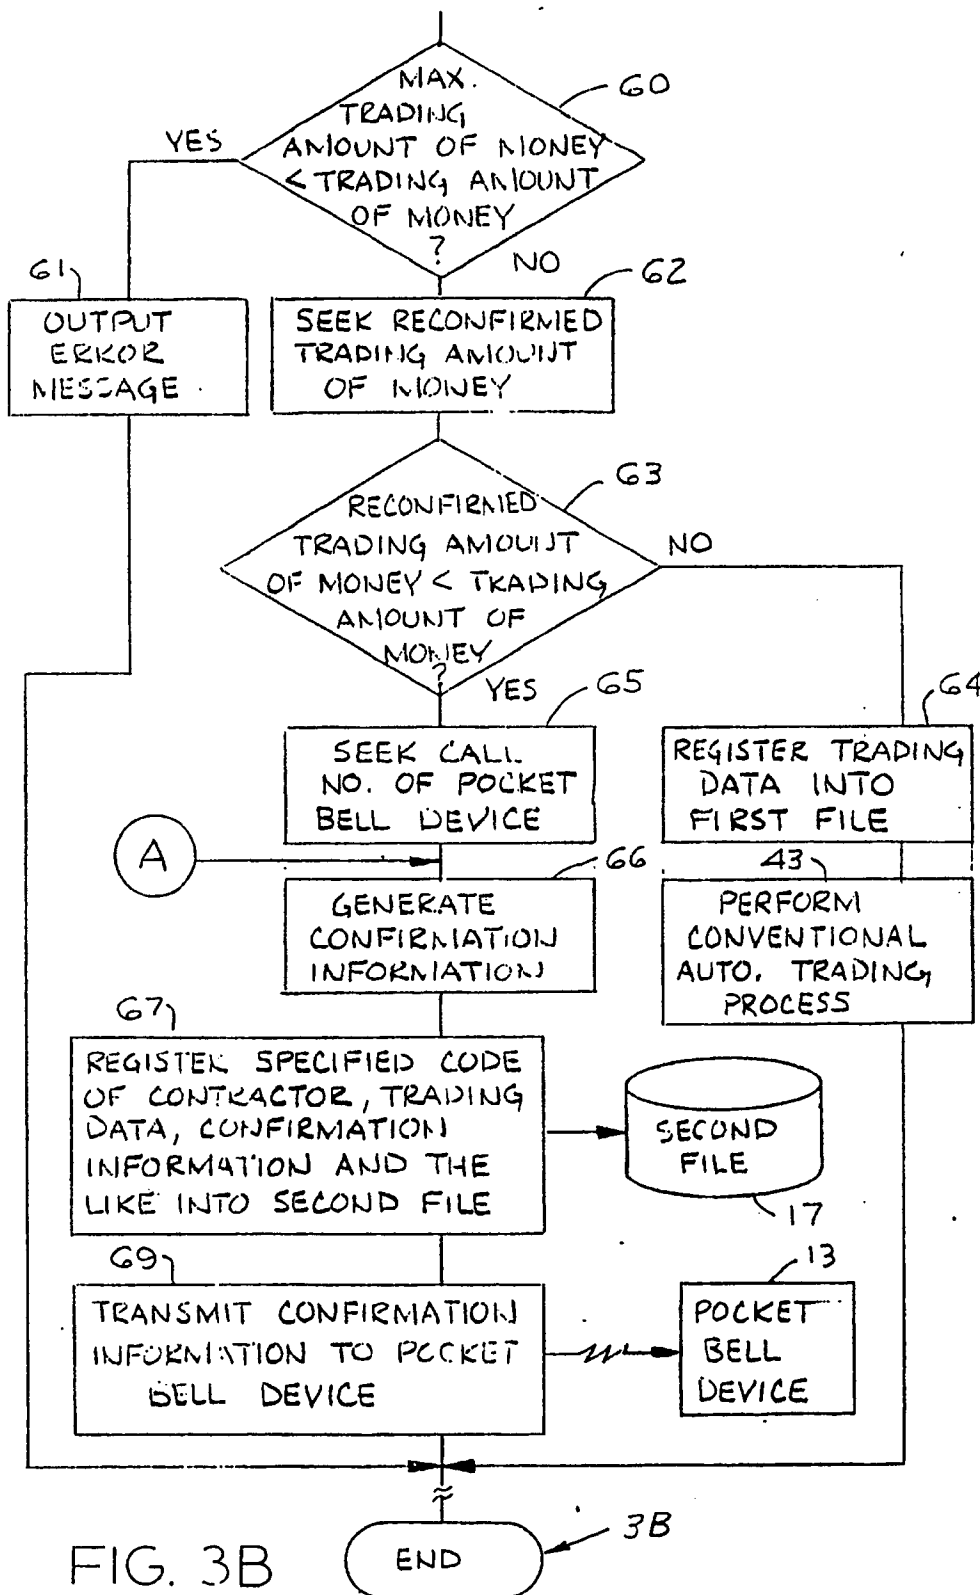 60
MAX.
TRADING
AMOUNT OF MONEY
< TRADING AMOUNT
OF MONEY
?
YES
NO
61
OUTPUT
ERROR
MESSAGE
62
SEEK RECONFIRMED
TRADING AMOUNT
OF MONEY
63
RECONFIRMED
TRADING AMOUNT
OF MONEY < TRADING
AMOUNT OF
MONEY
?
NO
YES
65
SEEK CALL
NO. OF POCKET
BELL DEVICE
64
REGISTER TRADING
DATA INTO
FIRST FILE
A
66
GENERATE
CONFIRMATION
INFORMATION
43
PERFORM
CONVENTIONAL
AUTO. TRADING
PROCESS
67
REGISTER SPECIFIED CODE
OF CONTRACTOR, TRADING
DATA, CONFIRMATION
INFORMATION AND THE
LIKE INTO SECOND FILE
SECOND
FILE
17
69
TRANSMIT CONFIRMATION
INFORMATION TO POCKET
BELL DEVICE
13
POCKET
BELL
DEVICE
END
3B
FIG. 3B